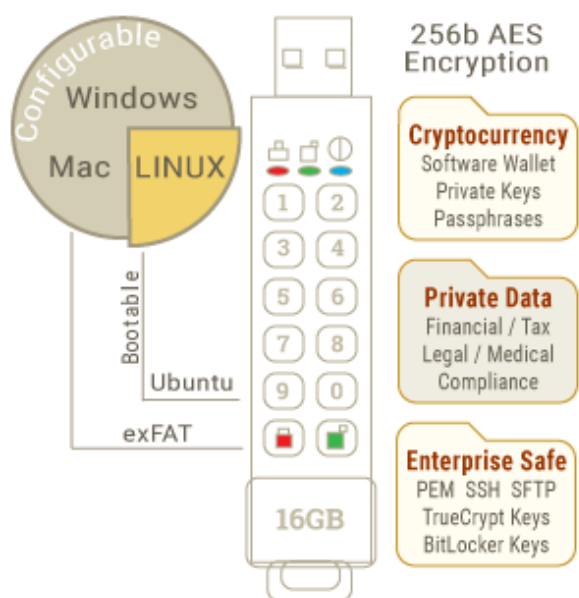 Configurable
Windows
Mac
LINUX
Bootable
Ubuntu
exFAT
1 2
3 4
5 6
7 8
9 0
16GB
256b AES
Encryption
Cryptocurrency
Software Wallet
Private Keys
Passphrases
Private Data
Financial / Tax
Legal / Medical
Compliance
Enterprise Safe
PEM SSH SFTP
TrueCrypt Keys
BitLocker Keys